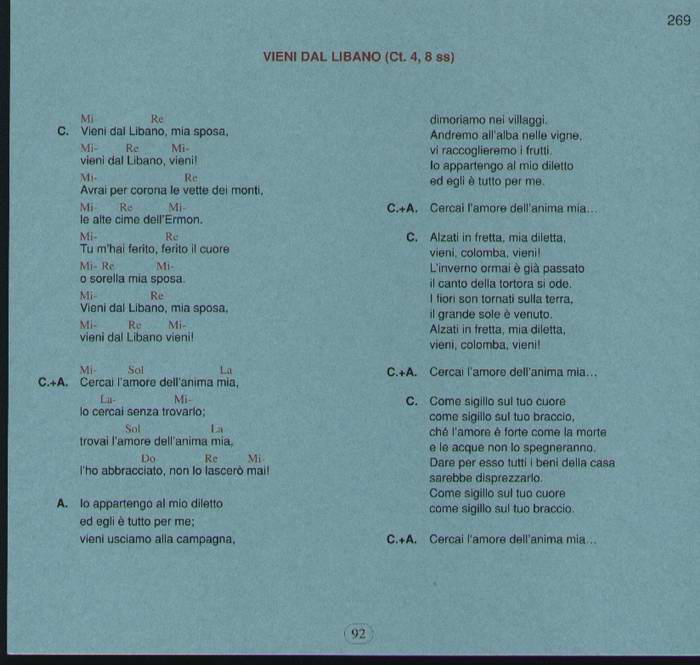 269
VIENI DAL LIBANO (Ct. 4, 8 ss)
Mi- Re
C. Vieni dal Libano, mia sposa,
Mi- Re Mi-
vieni dal Libano, vieni!
Mi- Re
Avrai per corona le vette dei monti,
Mi- Re Mi-
le alte cime dell'Ermon.
Mi- Re
Tu m'hai ferito, ferito il cuore
Mi- Re Mi-
o sorella mia sposa.
Mi- Re
Vieni dal Libano, mia sposa,
Mi- Re Mi-
vieni dal Libano vieni!
Mi- Sol La
C.+A. Cercai l'amore dell'anima mia,
La- Mi-
lo cercai senza trovarlo;
Sol La
trovai l'amore dell'anima mia,
Do Re Mi-
l'ho abbracciato, non lo lascerò mai!
A. Io appartengo al mio diletto
ed egli è tutto per me;
vieni usciamo alla campagna,
dimoriamo nei villaggi.
Andremo all'alba nelle vigne,
vi raccoglieremo i frutti.
Io appartengo al mio diletto
ed egli è tutto per me.
C.+A. Cercai l'amore dell'anima mia...
C. Alzati in fretta, mia diletta,
vieni, colomba, vieni!
L'inverno ormai è già passato
il canto della tortora si ode.
I fiori son tornati sulla terra,
il grande sole è venuto.
Alzati in fretta, mia diletta,
vieni, colomba, vieni!
C.+A. Cercai l'amore dell'anima mia...
C. Come sigillo sul tuo cuore
come sigillo sul tuo braccio,
ché l'amore è forte come la morte
e le acque non lo spegneranno.
Dare per esso tutti i beni della casa
sarebbe disprezzarlo.
Come sigillo sul tuo cuore
come sigillo sul tuo braccio.
C.+A. Cercai l'amore dell'anima mia...
92